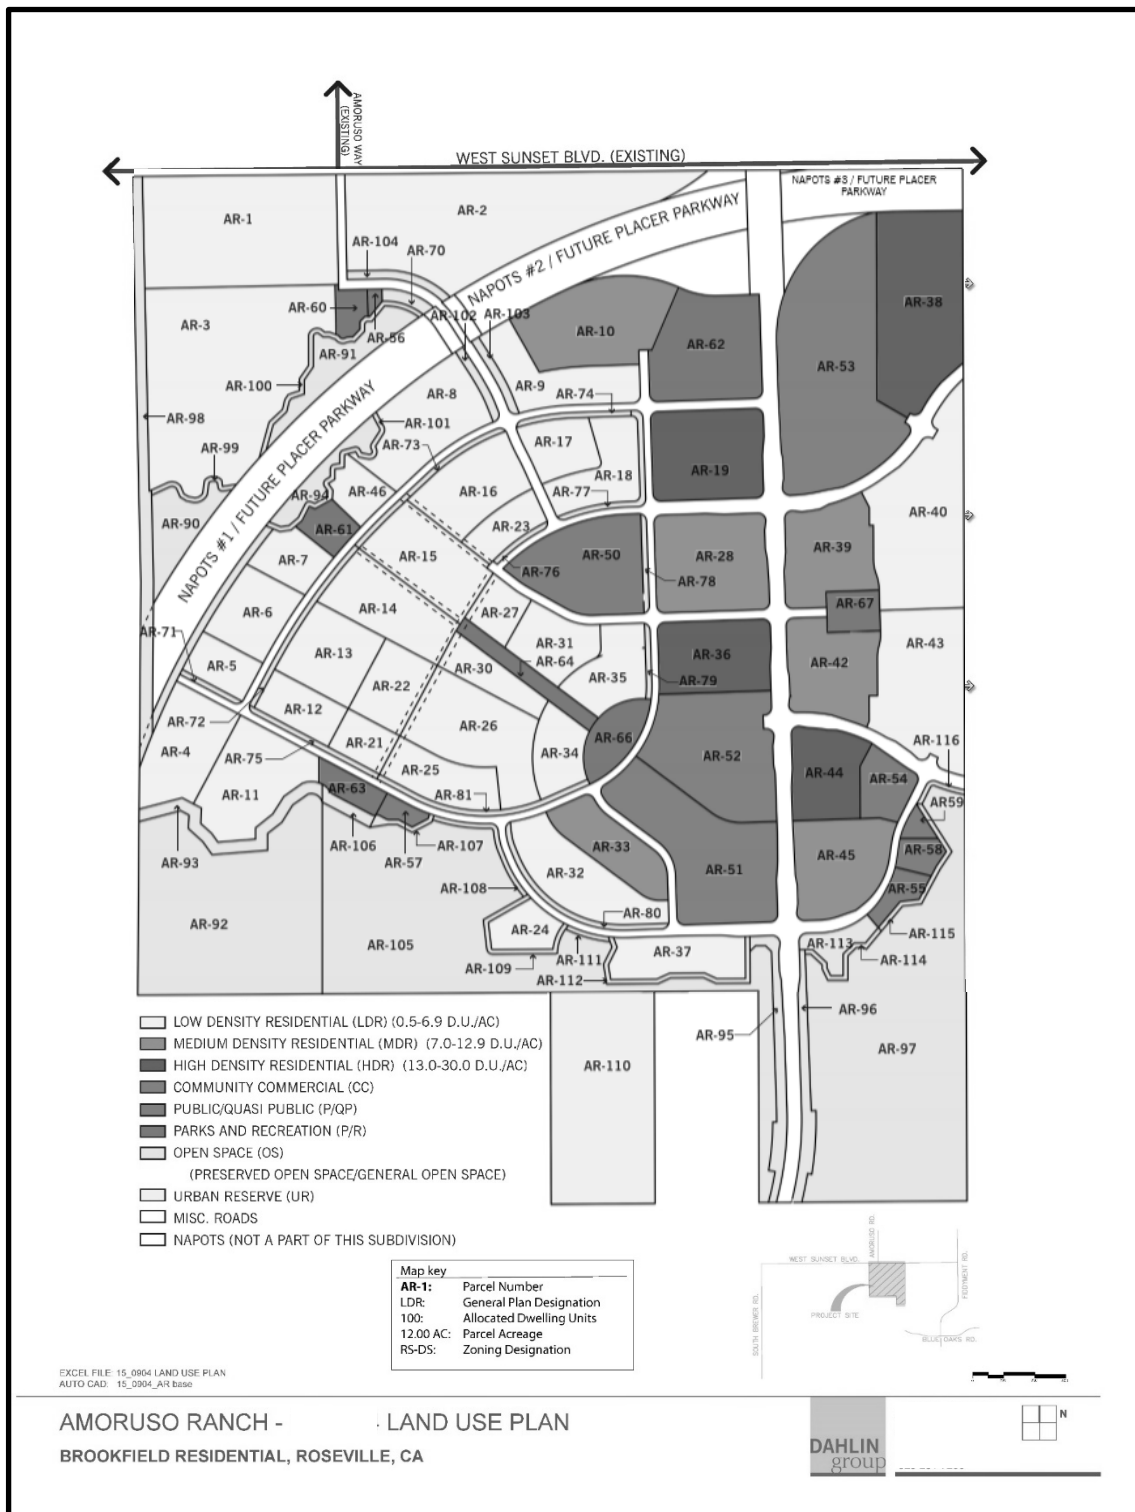 AMORUSO WAY
(EXISTING)
WEST SUNSET BLVD. (EXISTING)
NAPOTS #3 / FUTURE PLACER
PARKWAY
NAPOTS #2 / FUTURE PLACER PARKWAY
NAPOTS #1 / FUTURE PLACER PARKWAY
AR-1
AR-2
AR-104
AR-70
AR-3
AR-60
AR-56
AR-102
AR-103
AR-91
AR-100
AR-98
AR-99
AR-10
AR-62
AR-53
AR-38
AR-8
AR-9
AR-74
AR-101
AR-73
AR-17
AR-18
AR-19
AR-46
AR-94
AR-16
AR-77
AR-90
AR-61
AR-23
AR-40
AR-7
AR-15
AR-50
AR-28
AR-39
AR-76
AR-78
AR-6
AR-14
AR-27
AR-67
AR-71
AR-31
AR-43
AR-5
AR-13
AR-30
AR-64
AR-36
AR-42
AR-22
AR-35
AR-79
AR-72
AR-12
AR-26
AR-4
AR-75
AR-21
AR-34
AR-66
AR-52
AR-116
AR-25
AR-44
AR-54
AR-11
AR-63
AR-81
AR59
AR-93
AR-106
AR-57
AR-107
AR-33
AR-45
AR-58
AR-108
AR-32
AR-51
AR-55
AR-92
AR-105
AR-24
AR-80
AR-115
AR-109
AR-111
AR-37
AR-113
AR-114
AR-112
AR-95
AR-96
AR-97
AR-110
LOW DENSITY RESIDENTIAL (LDR) (0.5-6.9 D.U./AC)
MEDIUM DENSITY RESIDENTIAL (MDR) (7.0-12.9 D.U./AC)
HIGH DENSITY RESIDENTIAL (HDR) (13.0-30.0 D.U./AC)
COMMUNITY COMMERCIAL (CC)
PUBLIC/QUASI PUBLIC (P/QP)
PARKS AND RECREATION (P/R)
OPEN SPACE (OS)
(PRESERVED OPEN SPACE/GENERAL OPEN SPACE)
URBAN RESERVE (UR)
MISC. ROADS
NAPOTS (NOT A PART OF THIS SUBDIVISION)
Map key
AR-1: Parcel Number
LDR: General Plan Designation
100: Allocated Dwelling Units
12.00 AC: Parcel Acreage
RS-DS: Zoning Designation
WEST SUNSET BLVD.
AMORUSO RD.
FIDDYMENT RD.
SOUTH BREWER RD.
PROJECT SITE
BLUE OAKS RD.
EXCEL FILE: 15_0904 LAND USE PLAN
AUTO CAD: 15_0904_AR base
AMORUSO RANCH - LAND USE PLAN
BROOKFIELD RESIDENTIAL, ROSEVILLE, CA
DAHLIN
group
N